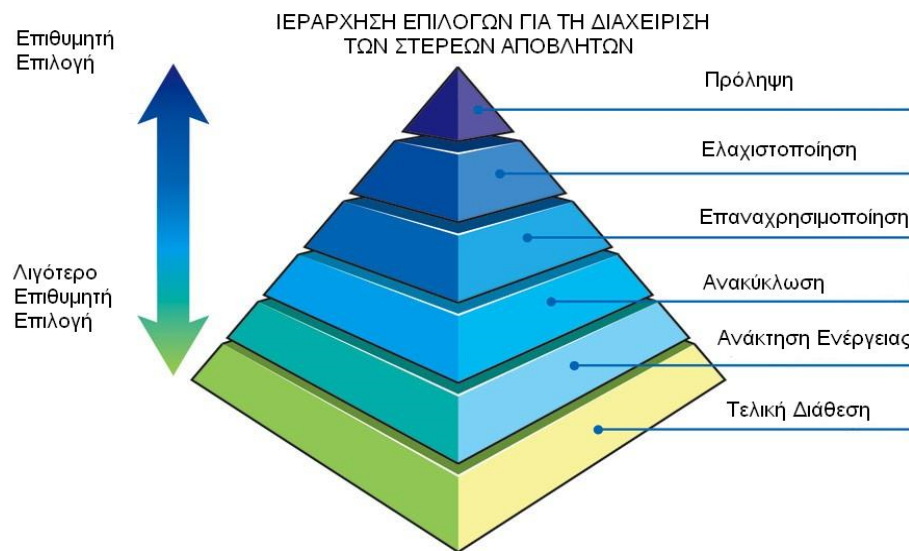 ΙΕΡΑΡΧΗΣΗ ΕΠΙΛΟΓΩΝ ΓΙΑ ΤΗ ΔΙΑΧΕΙΡΙΣΗ
ΤΩΝ ΣΤΕΡΕΩΝ ΑΠΟΒΛΗΤΩΝ
Επιθυμητή
Επιλογή
Πρόληψη
Ελαχιστοποίηση
Επαναχρησιμοποίηση
Λιγότερο
Επιθυμητή
Επιλογή
Ανακύκλωση
Ανάκτηση Ενέργειας
Τελική Διάθεση